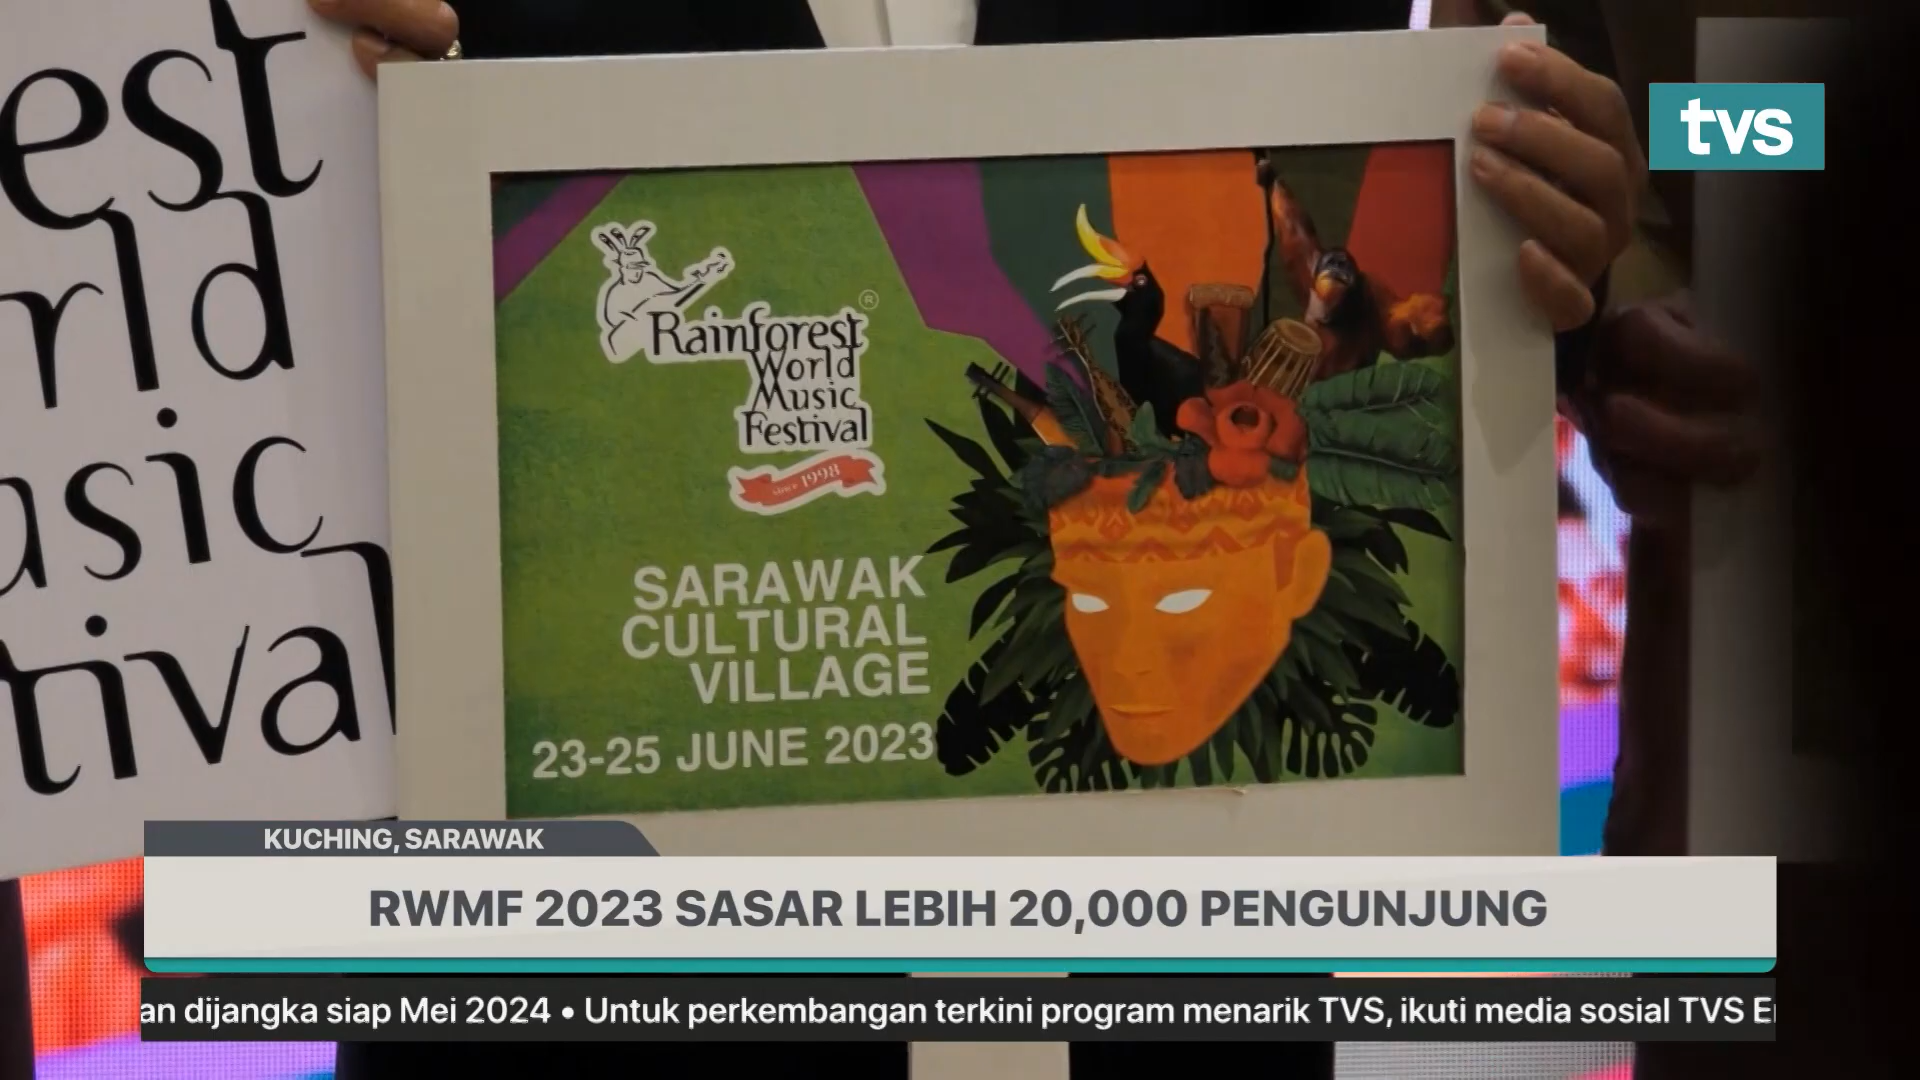 est
rld
usic
tival
tvs
Rainforest
World
Music
Festival
®
since 1998
SARAWAK
CULTURAL
VILLAGE
23-25 JUNE 2023
KUCHING, SARAWAK
RWMF 2023 SASAR LEBIH 20,000 PENGUNJUNG
an dijangka siap Mei 2024 • Untuk perkembangan terkini program menarik TVS, ikuti media sosial TVS E